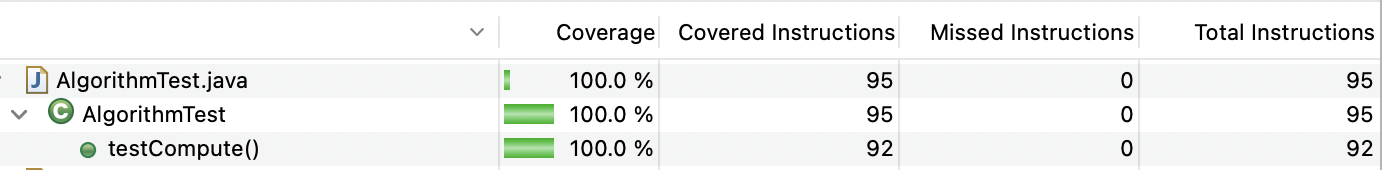 Coverage Covered Instructions Missed Instructions Total Instructions
J AlgorithmTest.java 100.0 % 95 0 95
C AlgorithmTest 100.0 % 95 0 95
testCompute() 100.0 % 92 0 92